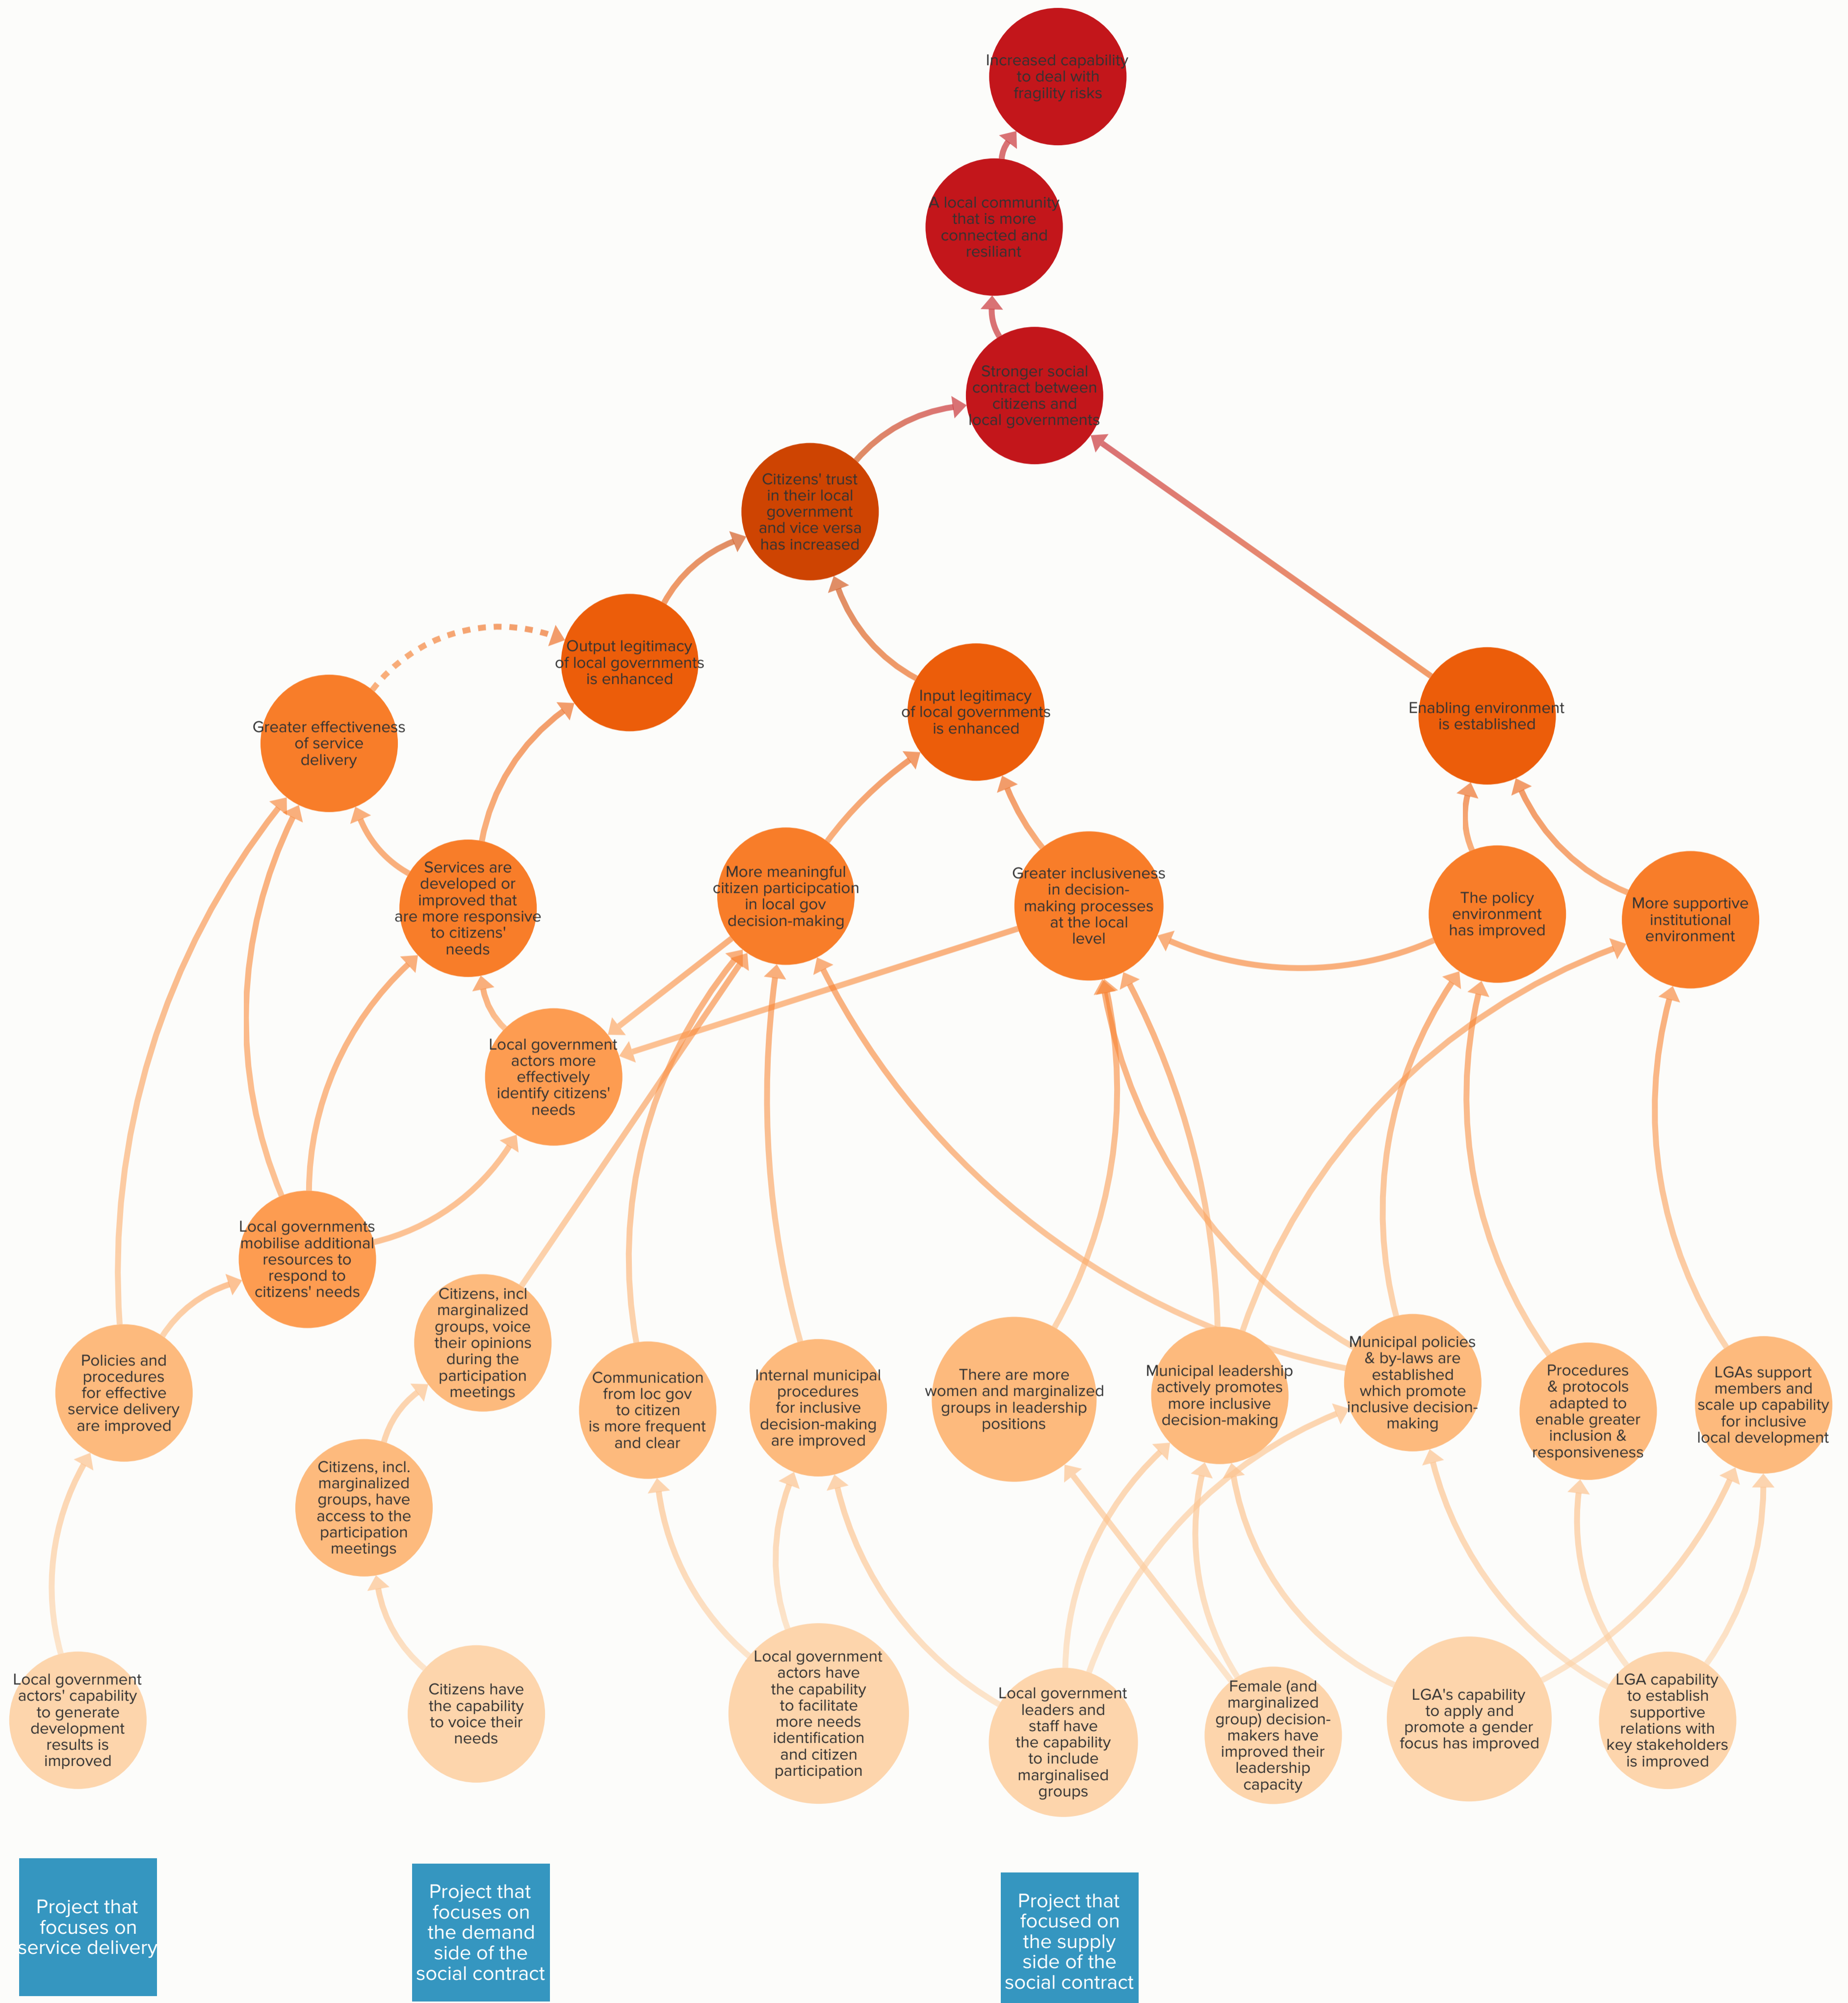 Increased capability
to deal with
fragility risks
A local community
that is more
connected and
resiliant
Stronger social
contract between
citizens and
local governments
Citizens' trust
in their local
government
and vice versa
has increased
Output legitimacy
of local governments
is enhanced
Input legitimacy
of local governments
is enhanced
Enabling environment
is established
Greater effectiveness
of service
delivery
Services are
developed or
improved that
are more responsive
to citizens'
needs
More meaningful
citizen particpcation
in local gov
decision-making
Greater inclusiveness
in decision-
making processes
at the local
level
The policy
environment
has improved
More supportive
institutional
environment
Local government
actors more
effectively
identify citizens'
needs
Local governments
mobilise additional
resources to
respond to
citizens' needs
Policies and
procedures
for effective
service delivery
are improved
Citizens, incl
marginalized
groups, voice
their opinions
during the
participation
meetings
Communication
from loc gov
to citizen
is more frequent
and clear
Internal municipal
procedures
for inclusive
decision-making
are improved
There are more
women and marginalized
groups in leadership
positions
Municipal leadership
actively promotes
more inclusive
decision-making
Municipal policies
& by-laws are
established
which promote
inclusive decision-
making
Procedures
& protocols
adapted to
enable greater
inclusion &
responsiveness
LGAs support
members and
scale up capability
for inclusive
local development
Citizens, incl.
marginalized
groups, have
access to the
participation
meetings
Local government
actors' capability
to generate
development
results is
improved
Citizens have
the capability
to voice their
needs
Local government
actors have
the capability
to facilitate
more needs
identification
and citizen
participation
Local government
leaders and
staff have
the capability
to include
marginalised
groups
Female (and
marginalized
group) decision-
makers have
improved their
leadership
capacity
LGA's capability
to apply and
promote a gender
focus has improved
LGA capability
to establish
supportive
relations with
key stakeholders
is improved
Project that
focuses on
service delivery
Project that
focuses on
the demand
side of the
social contract
Project that
focused on
the supply
side of the
social contract